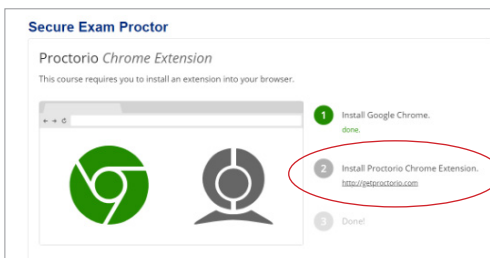 Secure Exam Proctor
Proctorio Chrome Extension
This course requires you to install an extension into your browser.
1 Install Google Chrome.
done.
2 Install Proctorio Chrome Extension.
http://getproctorio.com
3 Done!